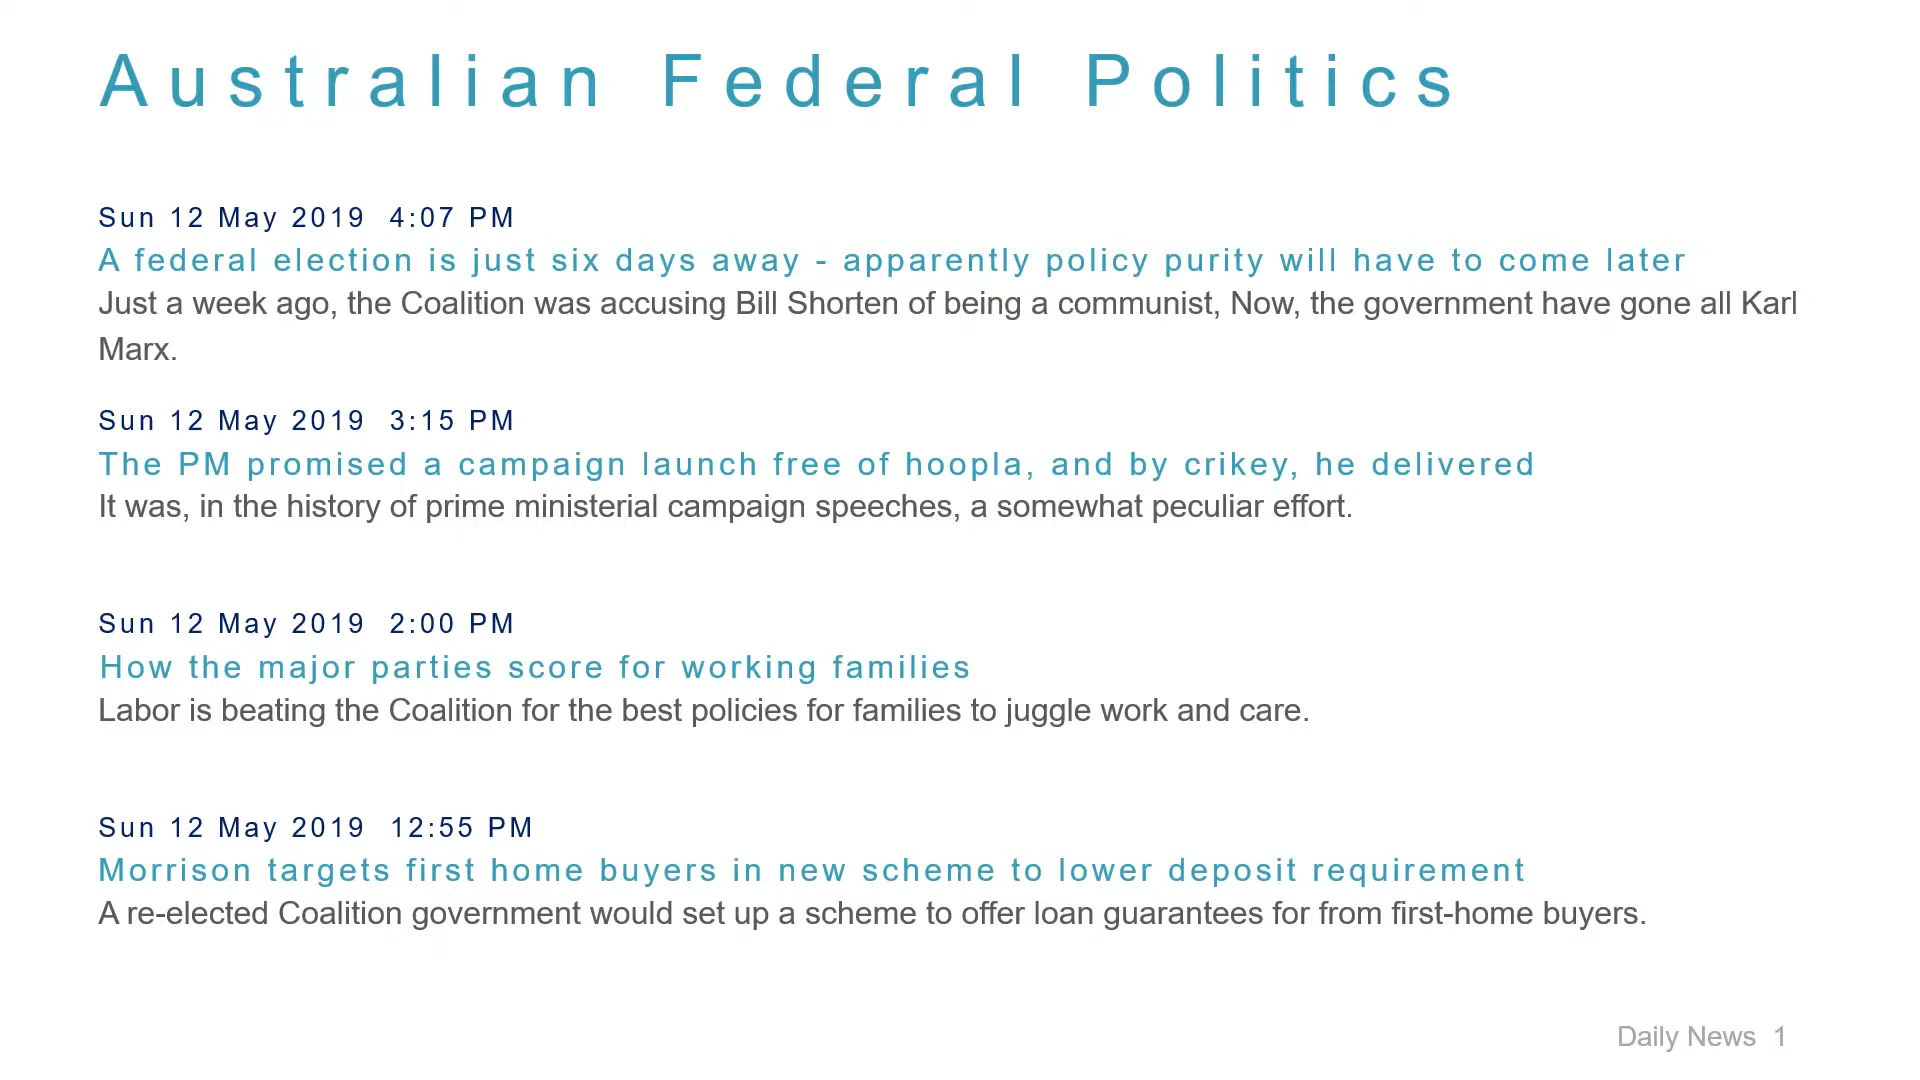 Australian Federal Politics
Sun 12 May 2019 4:07 PM
A federal election is just six days away - apparently policy purity will have to come later
Just a week ago, the Coalition was accusing Bill Shorten of being a communist, Now, the government have gone all Karl
Marx.
Sun 12 May 2019 3:15 PM
The PM promised a campaign launch free of hoopla, and by crikey, he delivered
It was, in the history of prime ministerial campaign speeches, a somewhat peculiar effort.
Sun 12 May 2019 2:00 PM
How the major parties score for working families
Labor is beating the Coalition for the best policies for families to juggle work and care.
Sun 12 May 2019 12:55 PM
Morrison targets first home buyers in new scheme to lower deposit requirement
A re-elected Coalition government would set up a scheme to offer loan guarantees for from first-home buyers.
Daily News 1